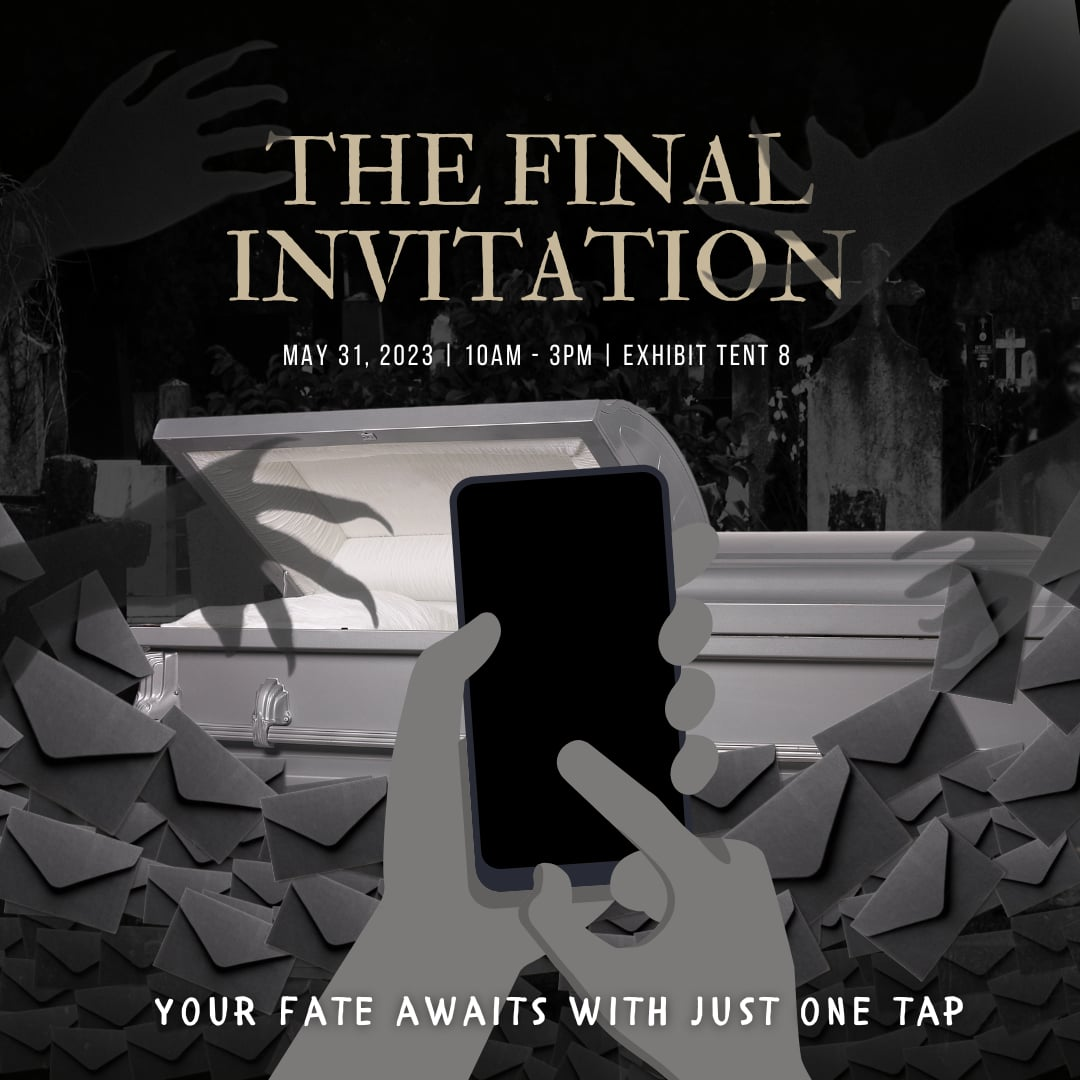 THE FINAL
INVITATION
MAY 31, 2023 | 10AM - 3PM | EXHIBIT TENT 8
YOUR FATE AWAITS WITH JUST ONE TAP